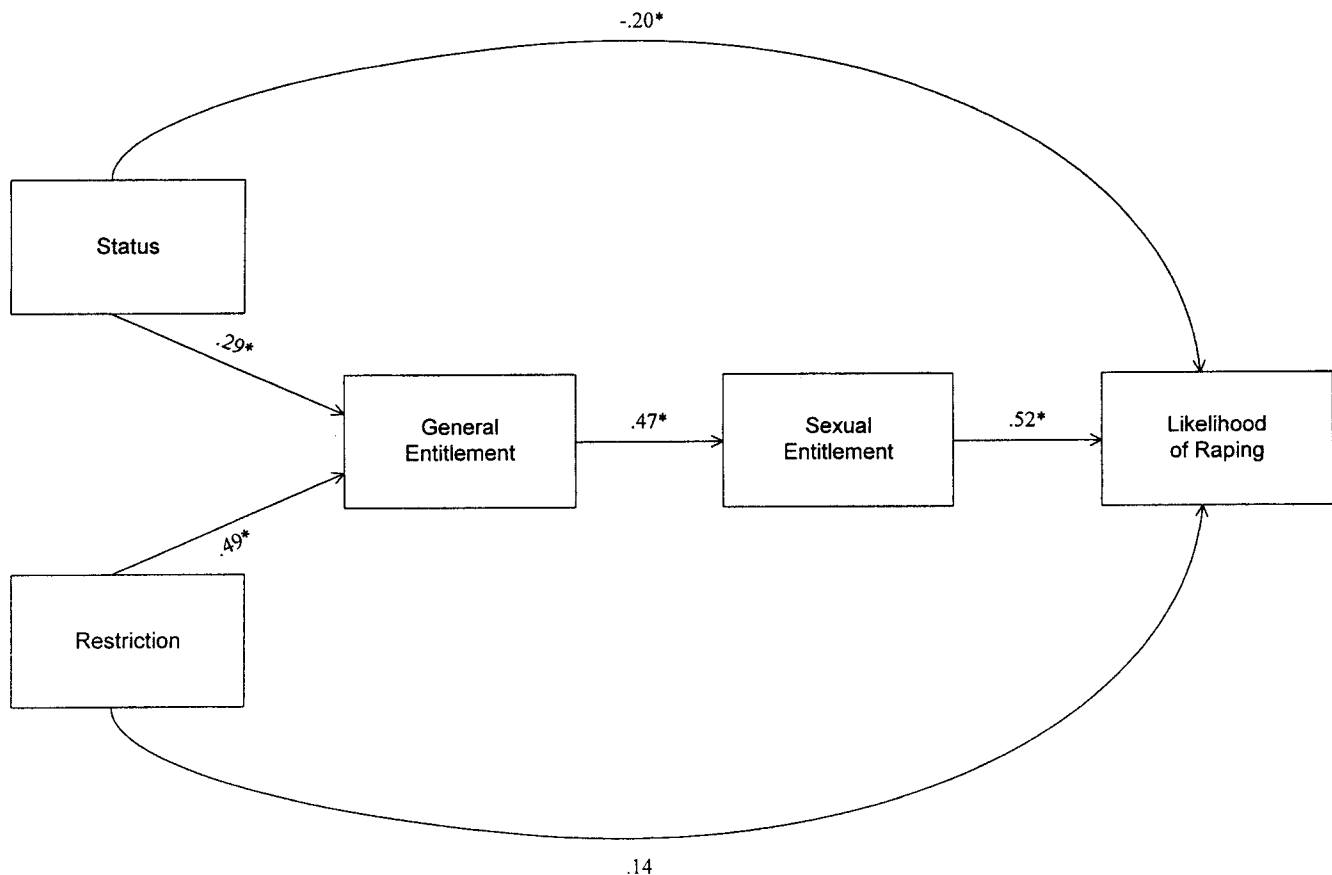 -.20*
Status
.29*
General
Entitlement
.47*
Sexual
Entitlement
.52*
Likelihood
of Raping
.49*
Restriction
.14